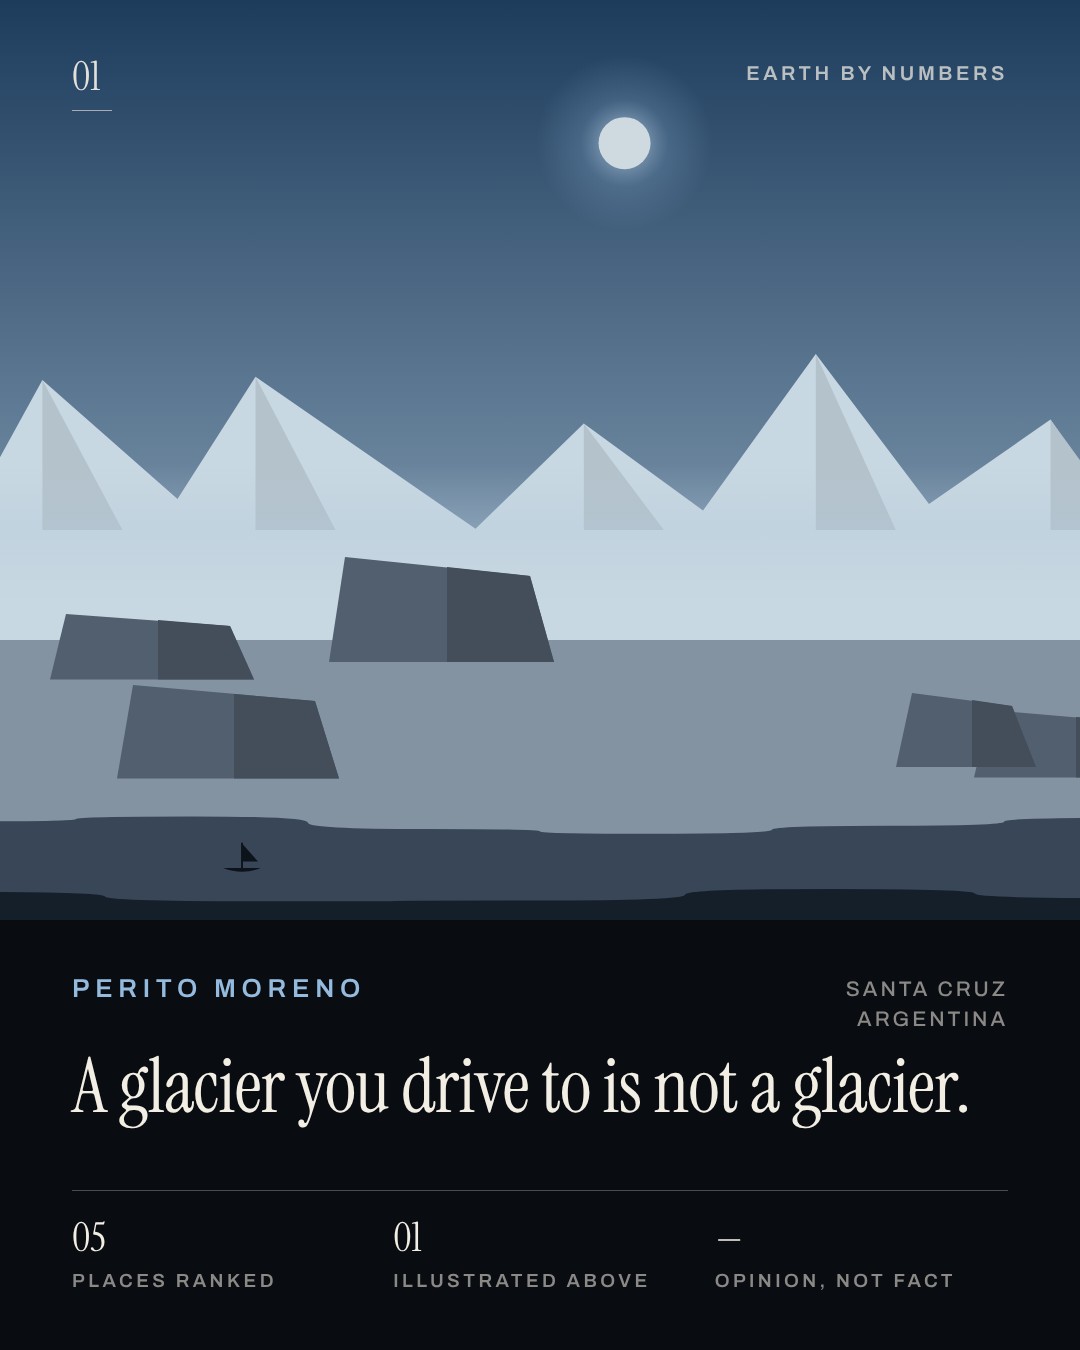 01
EARTH BY NUMBERS
PERITO MORENO
SANTA CRUZ
ARGENTINA
A glacier you drive to is not a glacier.
05
PLACES RANKED
01
ILLUSTRATED ABOVE
–
OPINION, NOT FACT